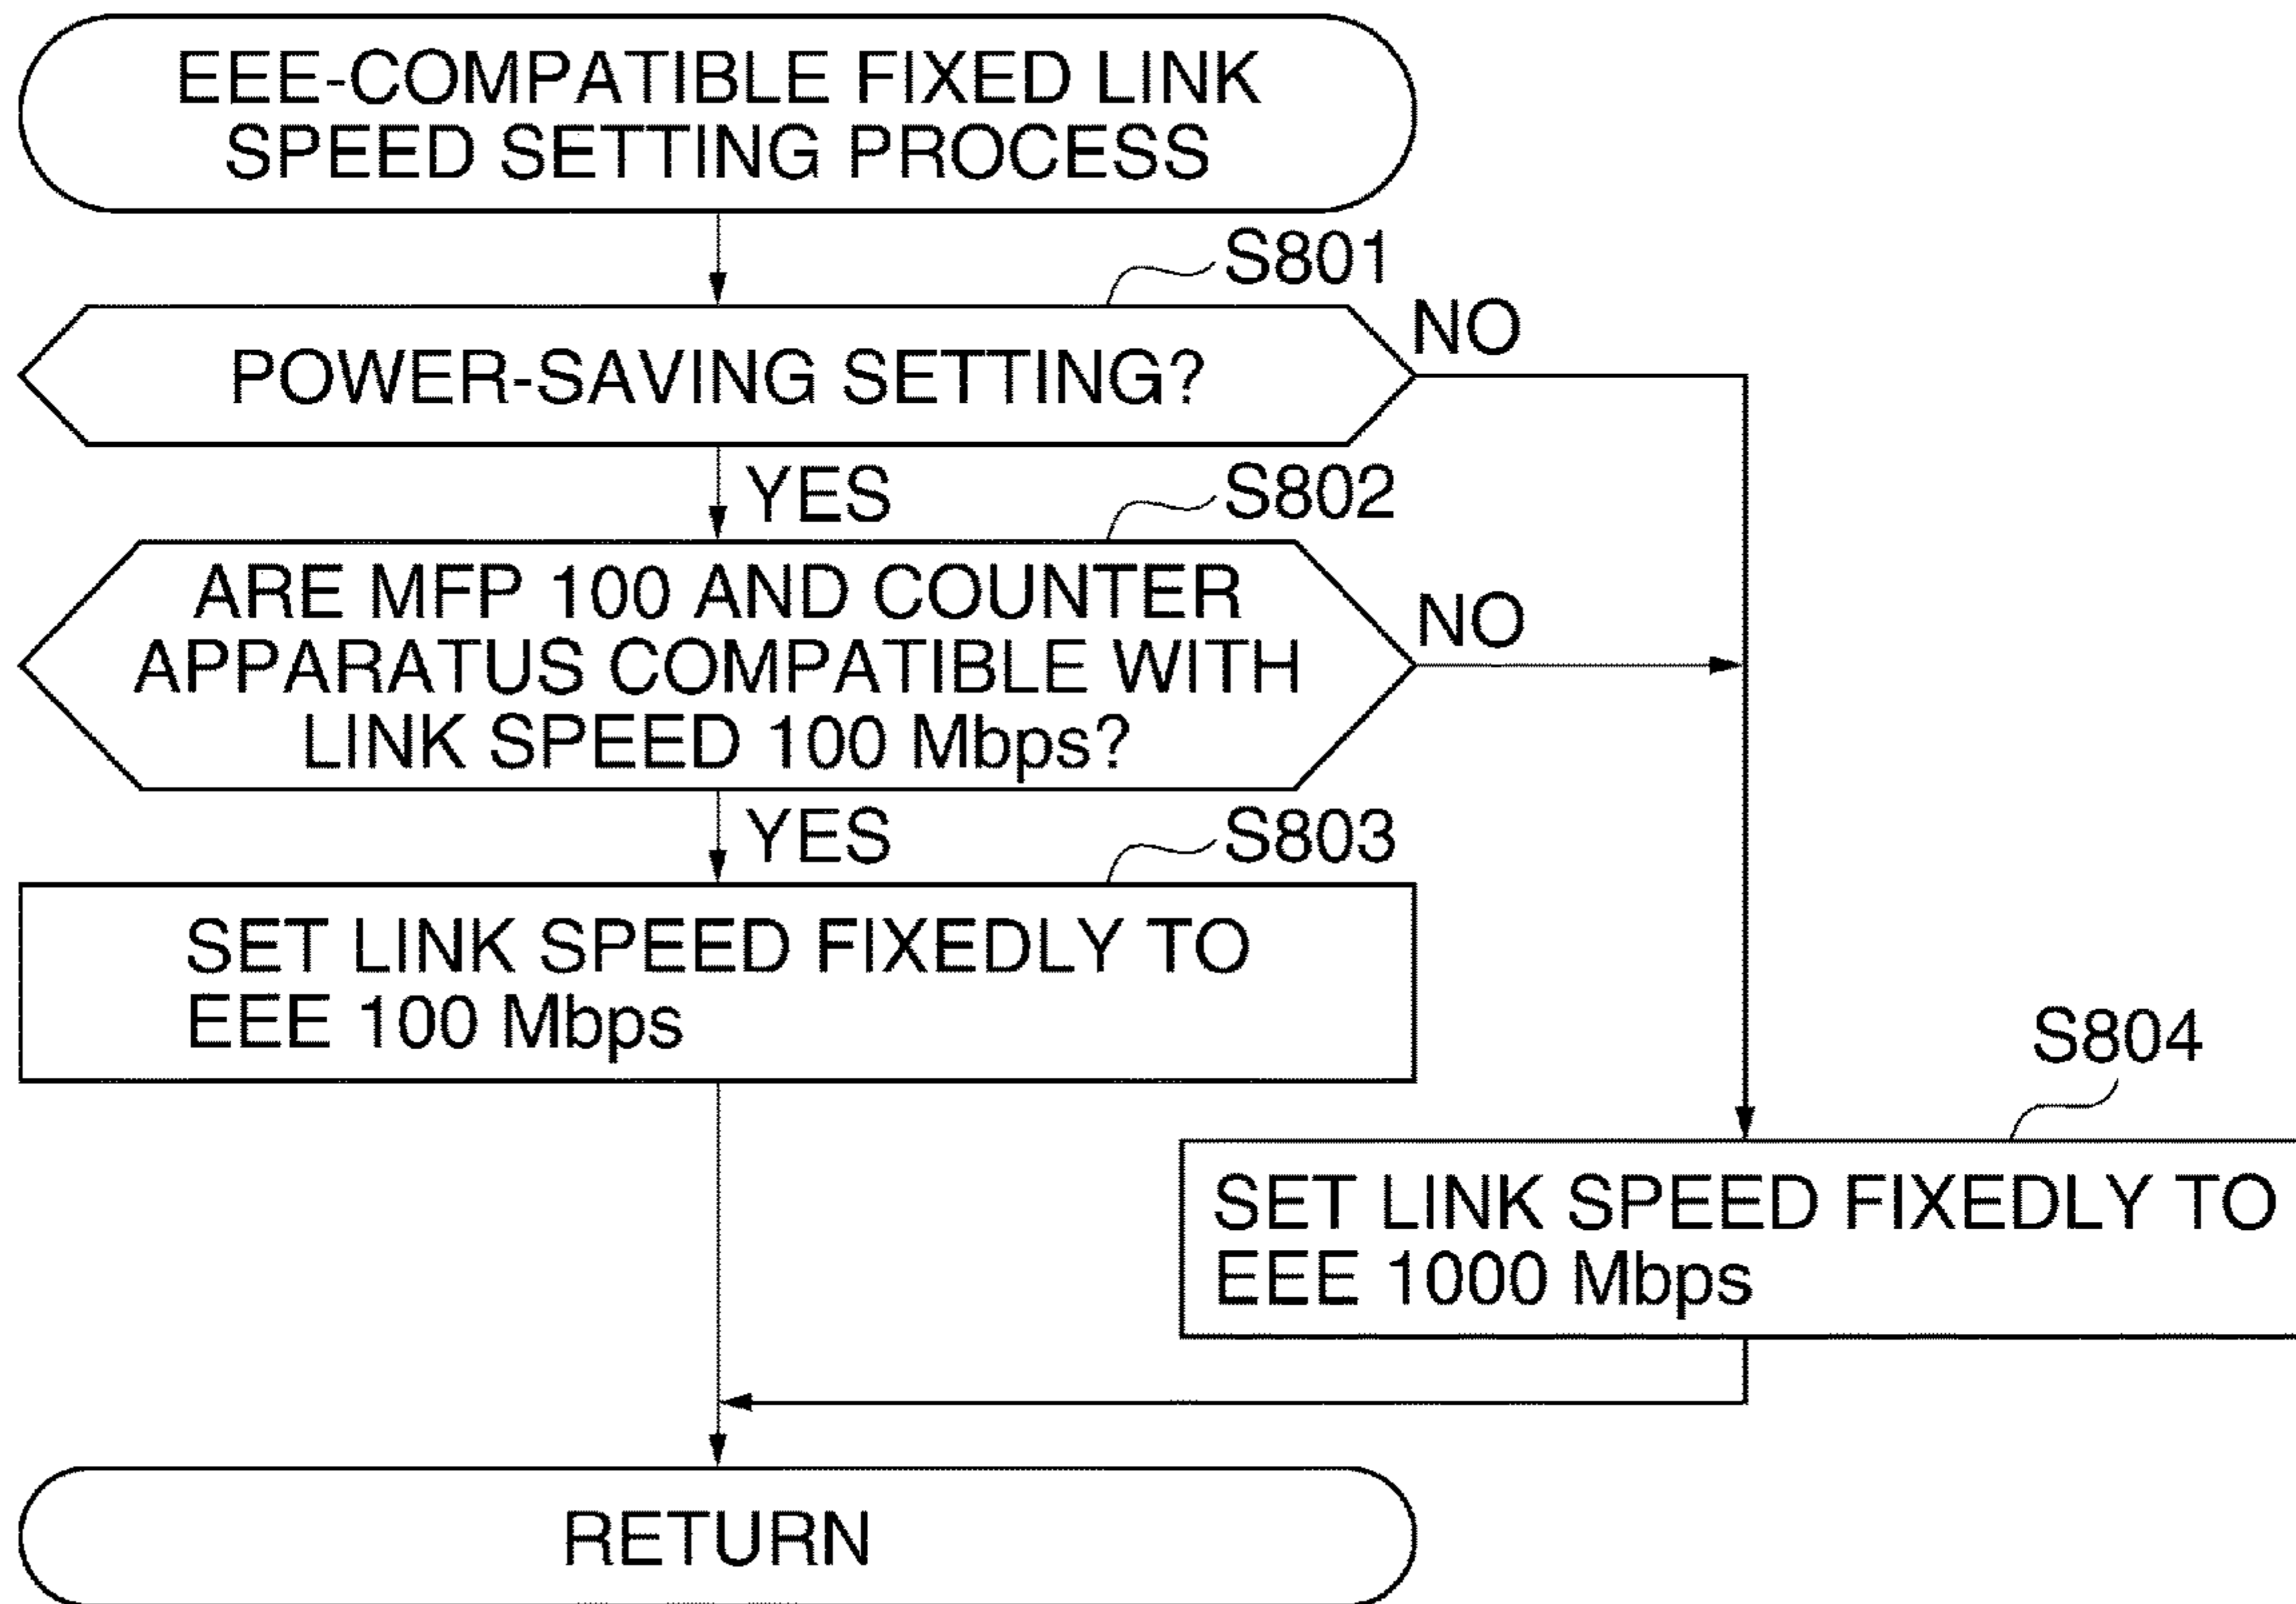 EEE-COMPATIBLE FIXED LINK
SPEED SETTING PROCESS
S801
POWER-SAVING SETTING?
NO
YES
S802
ARE MFP 100 AND COUNTER
APPARATUS COMPATIBLE WITH
LINK SPEED 100 Mbps?
NO
YES
S803
SET LINK SPEED FIXEDLY TO
EEE 100 Mbps
S804
SET LINK SPEED FIXEDLY TO
EEE 1000 Mbps
RETURN